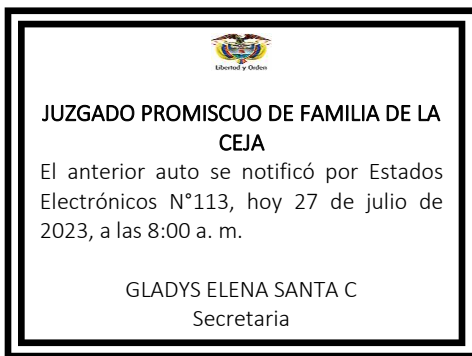 Libertad y Orden
JUZGADO PROMISCUO DE FAMILIA DE LA
CEJA
El anterior auto se notificó por Estados
Electrónicos N°113, hoy 27 de julio de
2023, a las 8:00 a. m.
GLADYS ELENA SANTA C
Secretaria